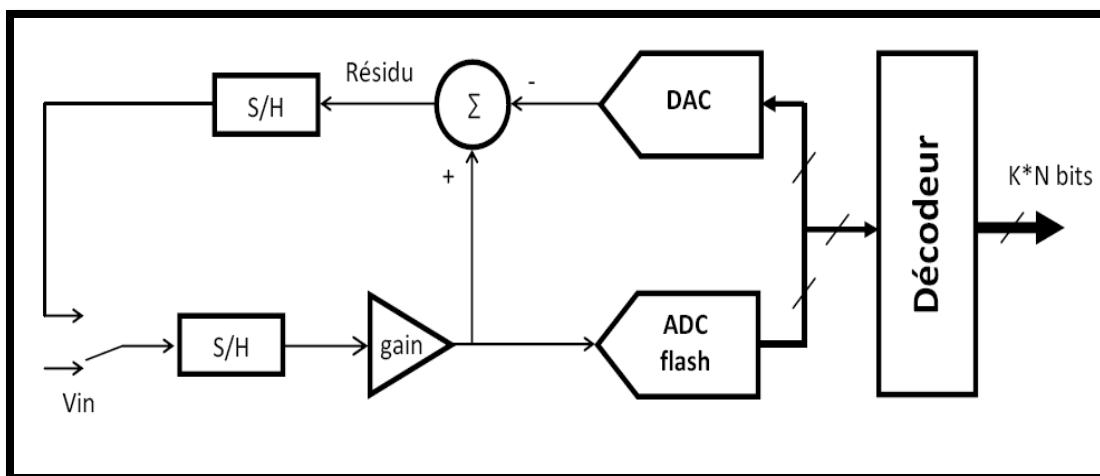 Résidu
S/H
Σ
-
DAC
+
K*N bits
Décodeur
Vin
S/H
gain
ADC
flash